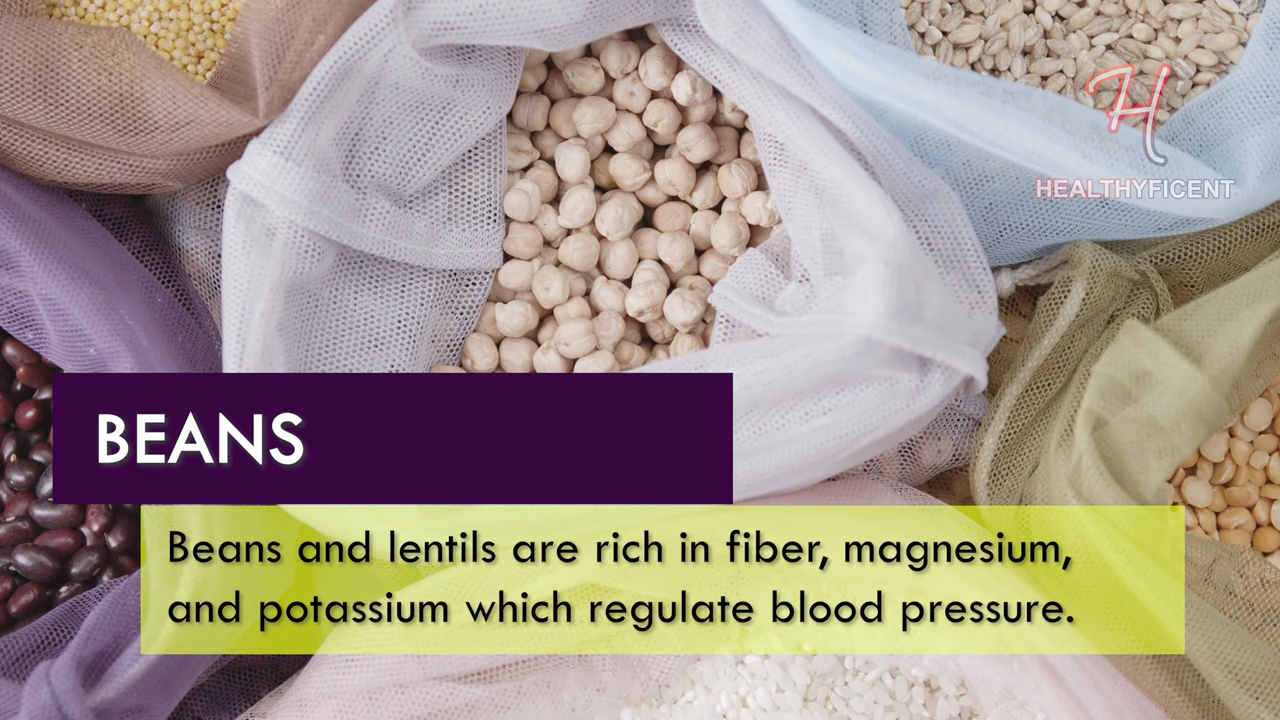 H
HEALTHYFICENT
BEANS
Beans and lentils are rich in fiber, magnesium,
and potassium which regulate blood pressure.